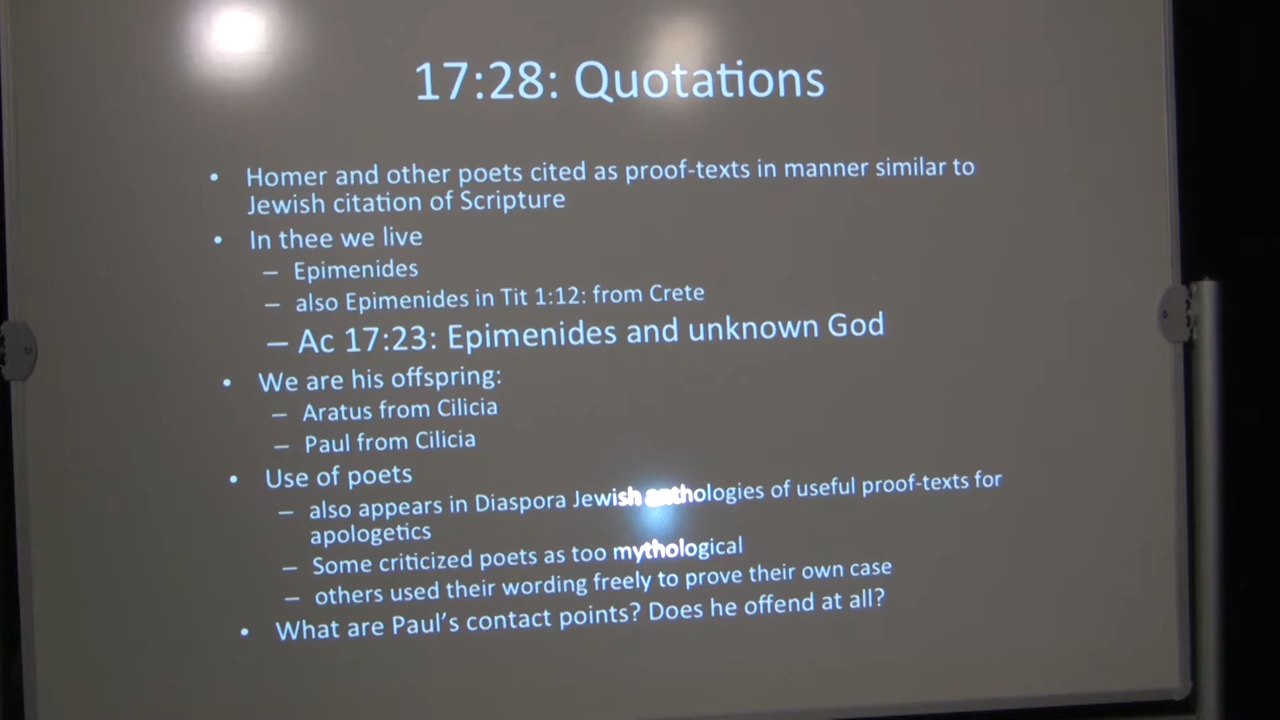 17:28: Quotations
• Homer and other poets cited as proof-texts in manner similar to
Jewish citation of Scripture
• In thee we live
– Epimenides
– also Epimenides in Tit 1:12: from Crete
– Ac 17:23: Epimenides and unknown God
• We are his offspring:
– Aratus from Cilicia
– Paul from Cilicia
• Use of poets
– also appears in Diaspora Jewish anthologies of useful proof-texts for
apologetics
– Some criticized poets as too mythological
– others used their wording freely to prove their own case
• What are Paul's contact points? Does he offend at all?